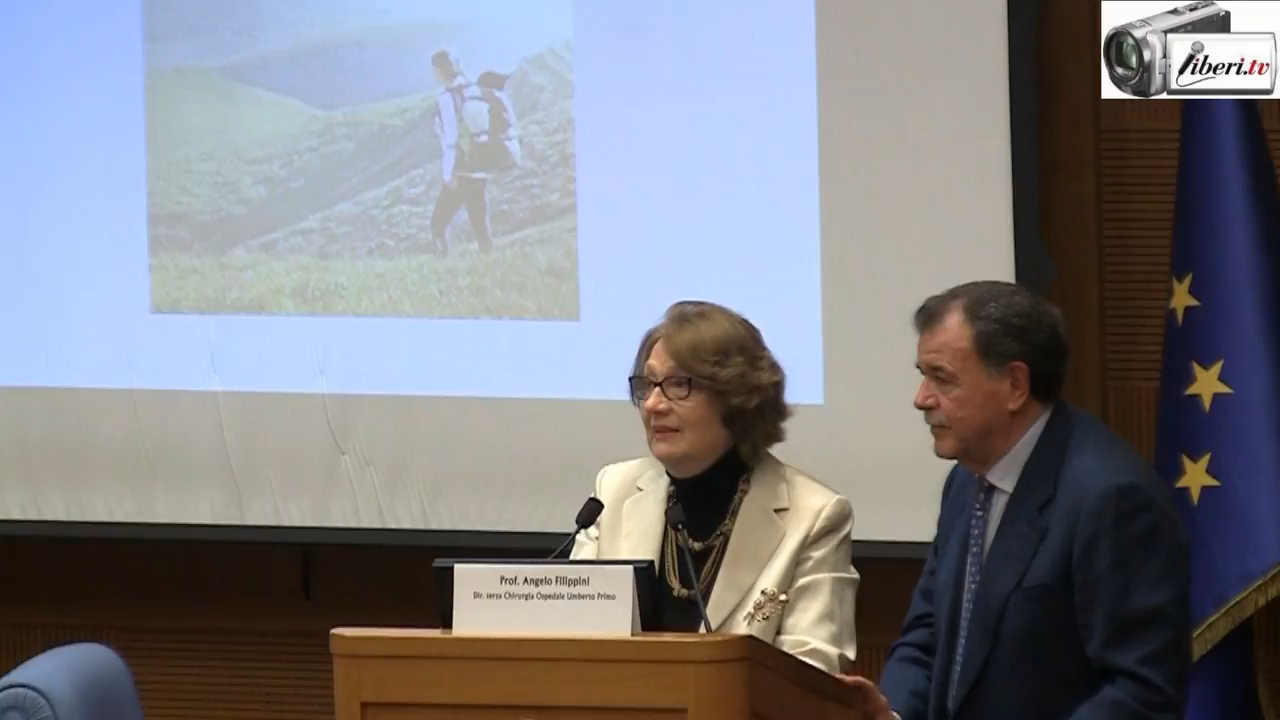 liberi.tv
Prof. Angelo Filippini
Dir. terza Chirurgia Ospedale Umberto Primo